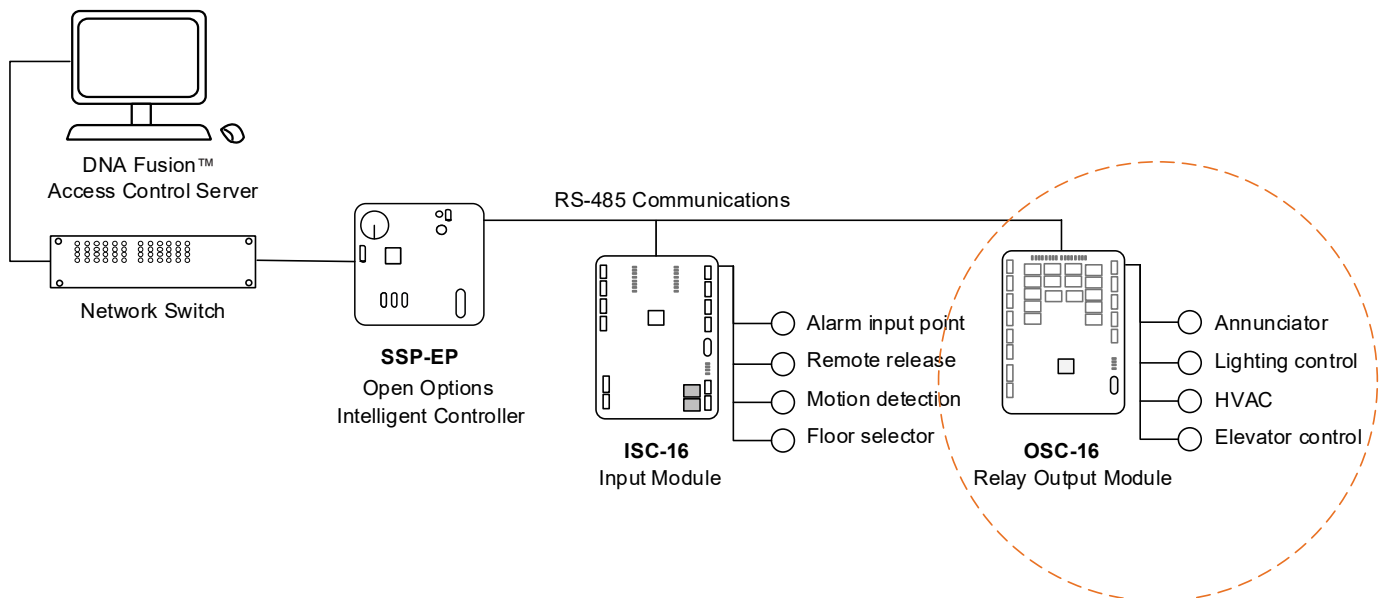 DNA Fusion™
Access Control Server
Network Switch
SSP-EP
Open Options
Intelligent Controller
RS-485 Communications
Alarm input point
Remote release
Motion detection
Floor selector
ISC-16
Input Module
Annunciator
Lighting control
HVAC
Elevator control
OSC-16
Relay Output Module